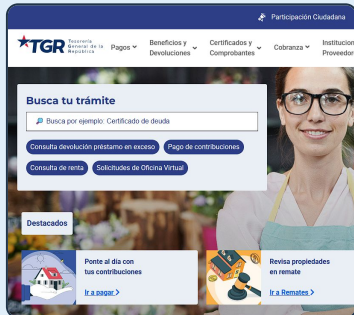 Participación Ciudadana
TGR
Tesorería
General de la
República
Pagos
Beneficios y
Devoluciones
Certificados y
Comprobantes
Cobranza
Busca tu trámite
Busca por ejemplo: Certificado de deuda
Consulta devolución préstamo en exceso
Pago de contribuciones
Consulta de renta
Solicitudes de Oficina Virtual
Destacados
Ponte al día con
tus contribuciones
Ir a pagar
Revisa propiedades
en remate
Ir a Remates